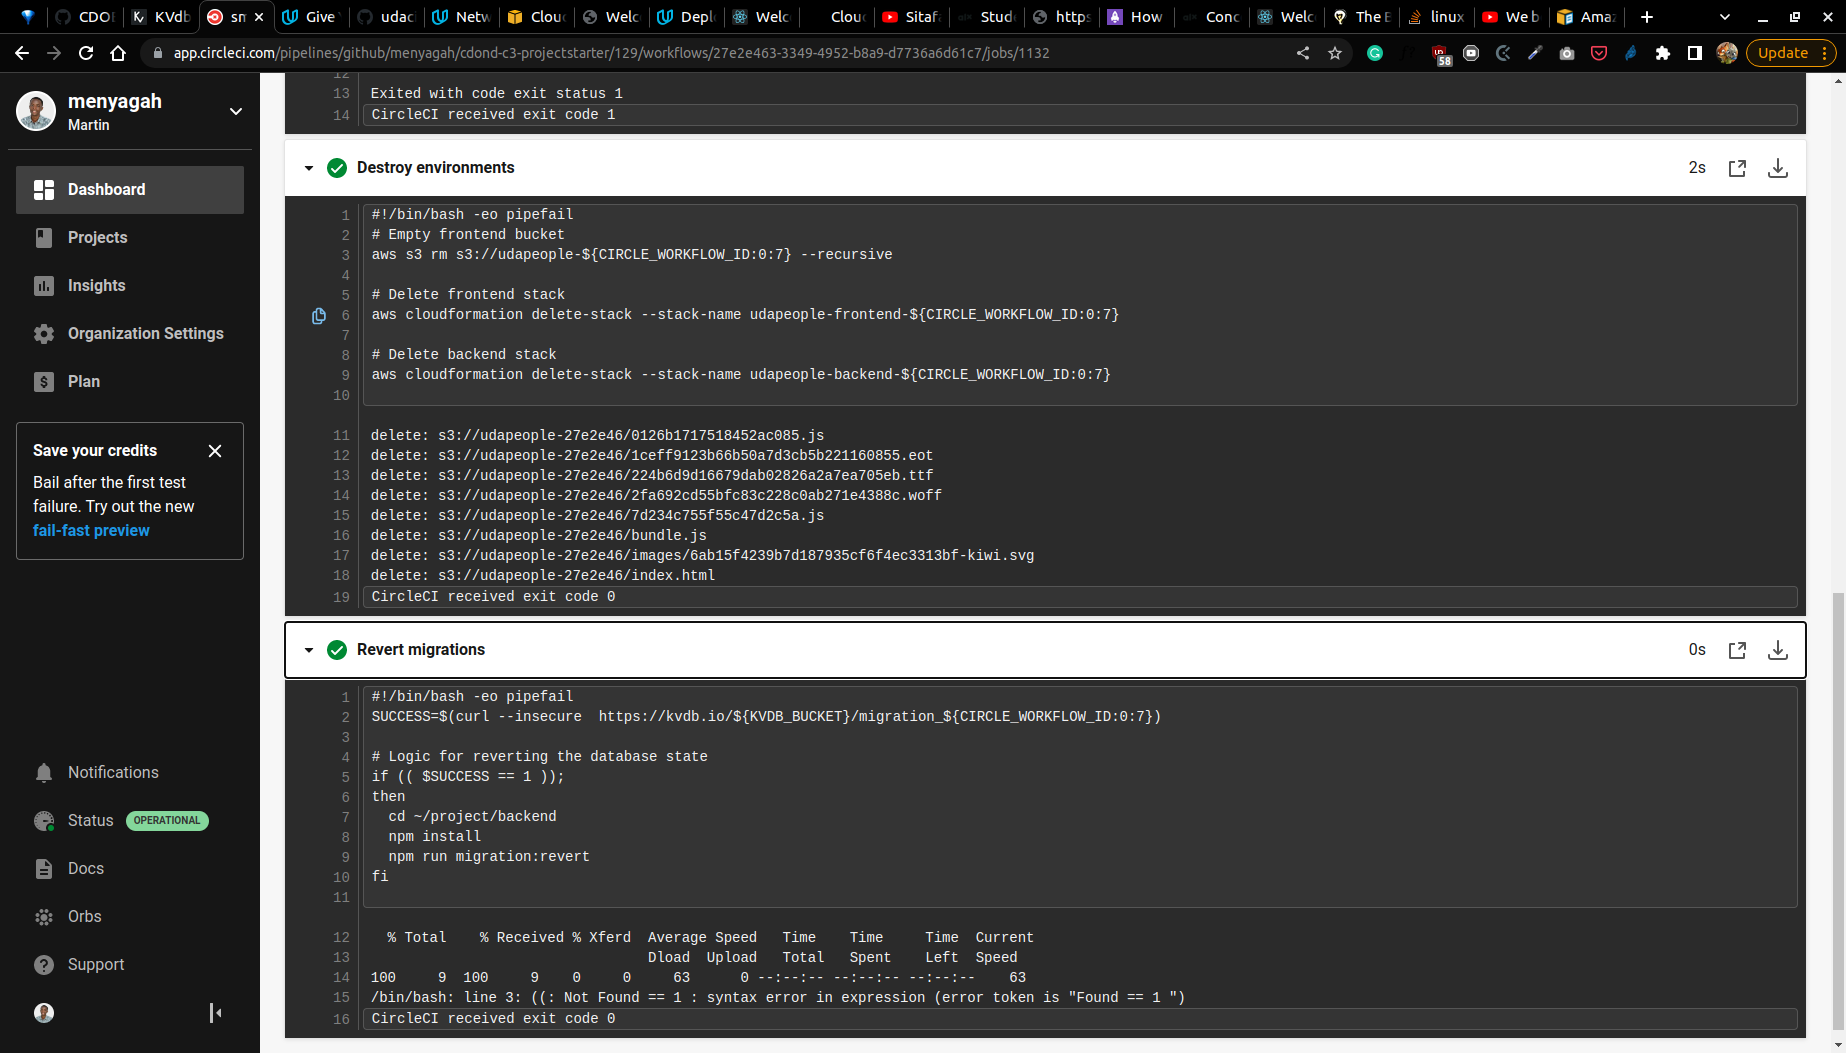 CDOI
KVdb
sm
Give
udaci
Netw
Clou
Welc
Depl
Welc
Clou
Sitafa
Stude
https
How
Conc
Welc
The E
linux
We b
Amaz
app.circleci.com/pipelines/github/menyagah/cdond-c3-projectstarter/129/workflows/27e2e463-3349-4952-b8a9-d7736a6d61c7/jobs/1132
58
Update
menyagah
Martin
Dashboard
Projects
Insights
Organization Settings
Plan
Save your credits
Bail after the first test
failure. Try out the new
fail-fast preview
Notifications
Status OPERATIONAL
Docs
Orbs
Support
12
13 Exited with code exit status 1
14 CircleCI received exit code 1
Destroy environments 2s
1 #!/bin/bash -eo pipefail
2 # Empty frontend bucket
3 aws s3 rm s3://udapeople-${CIRCLE_WORKFLOW_ID:0:7} --recursive
4
5 # Delete frontend stack
6 aws cloudformation delete-stack --stack-name udapeople-frontend-${CIRCLE_WORKFLOW_ID:0:7}
7
8 # Delete backend stack
9 aws cloudformation delete-stack --stack-name udapeople-backend-${CIRCLE_WORKFLOW_ID:0:7}
10
11 delete: s3://udapeople-27e2e46/0126b1717518452ac085.js
12 delete: s3://udapeople-27e2e46/1ceff9123b66b50a7d3cb5b221160855.eot
13 delete: s3://udapeople-27e2e46/224b6d9d16679dab02826a2a7ea705eb.ttf
14 delete: s3://udapeople-27e2e46/2fa692cd55bfc83c228c0ab271e4388c.woff
15 delete: s3://udapeople-27e2e46/7d234c755f55c47d2c5a.js
16 delete: s3://udapeople-27e2e46/bundle.js
17 delete: s3://udapeople-27e2e46/images/6ab15f4239b7d187935cf6f4ec3313bf-kiwi.svg
18 delete: s3://udapeople-27e2e46/index.html
19 CircleCI received exit code 0
Revert migrations 0s
1 #!/bin/bash -eo pipefail
2 SUCCESS=$(curl --insecure  https://kvdb.io/${KVDB_BUCKET}/migration_${CIRCLE_WORKFLOW_ID:0:7})
3
4 # Logic for reverting the database state
5 if (( $SUCCESS == 1 ));
6 then
7 cd ~/project/backend
8 npm install
9 npm run migration:revert
10 fi
11
12 % Total % Received % Xferd Average Speed Time Time Time Current
13 Dload Upload Total Spent Left Speed
14 100 9 100 9 0 0 63 0 --:--:-- --:--:-- --:--:-- 63
15 /bin/bash: line 3: ((: Not Found == 1 : syntax error in expression (error token is "Found == 1 ")
16 CircleCI received exit code 0